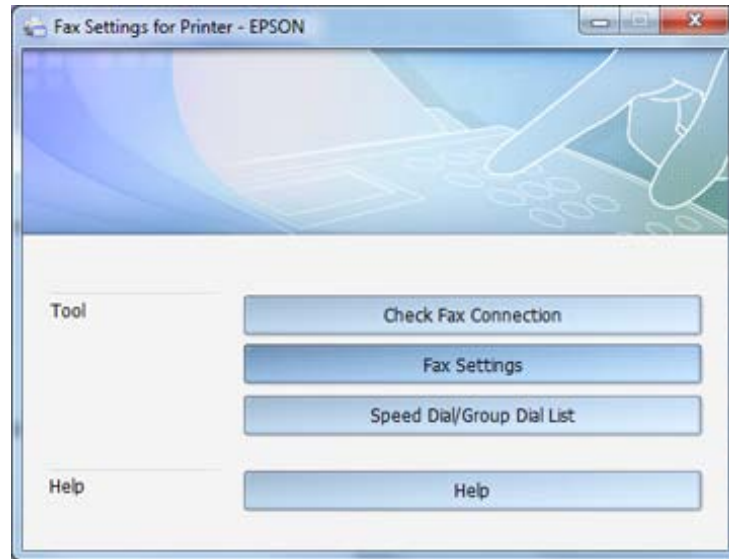 Fax Settings for Printer - EPSON
Tool
Check Fax Connection
Fax Settings
Speed Dial/Group Dial List
Help
Help